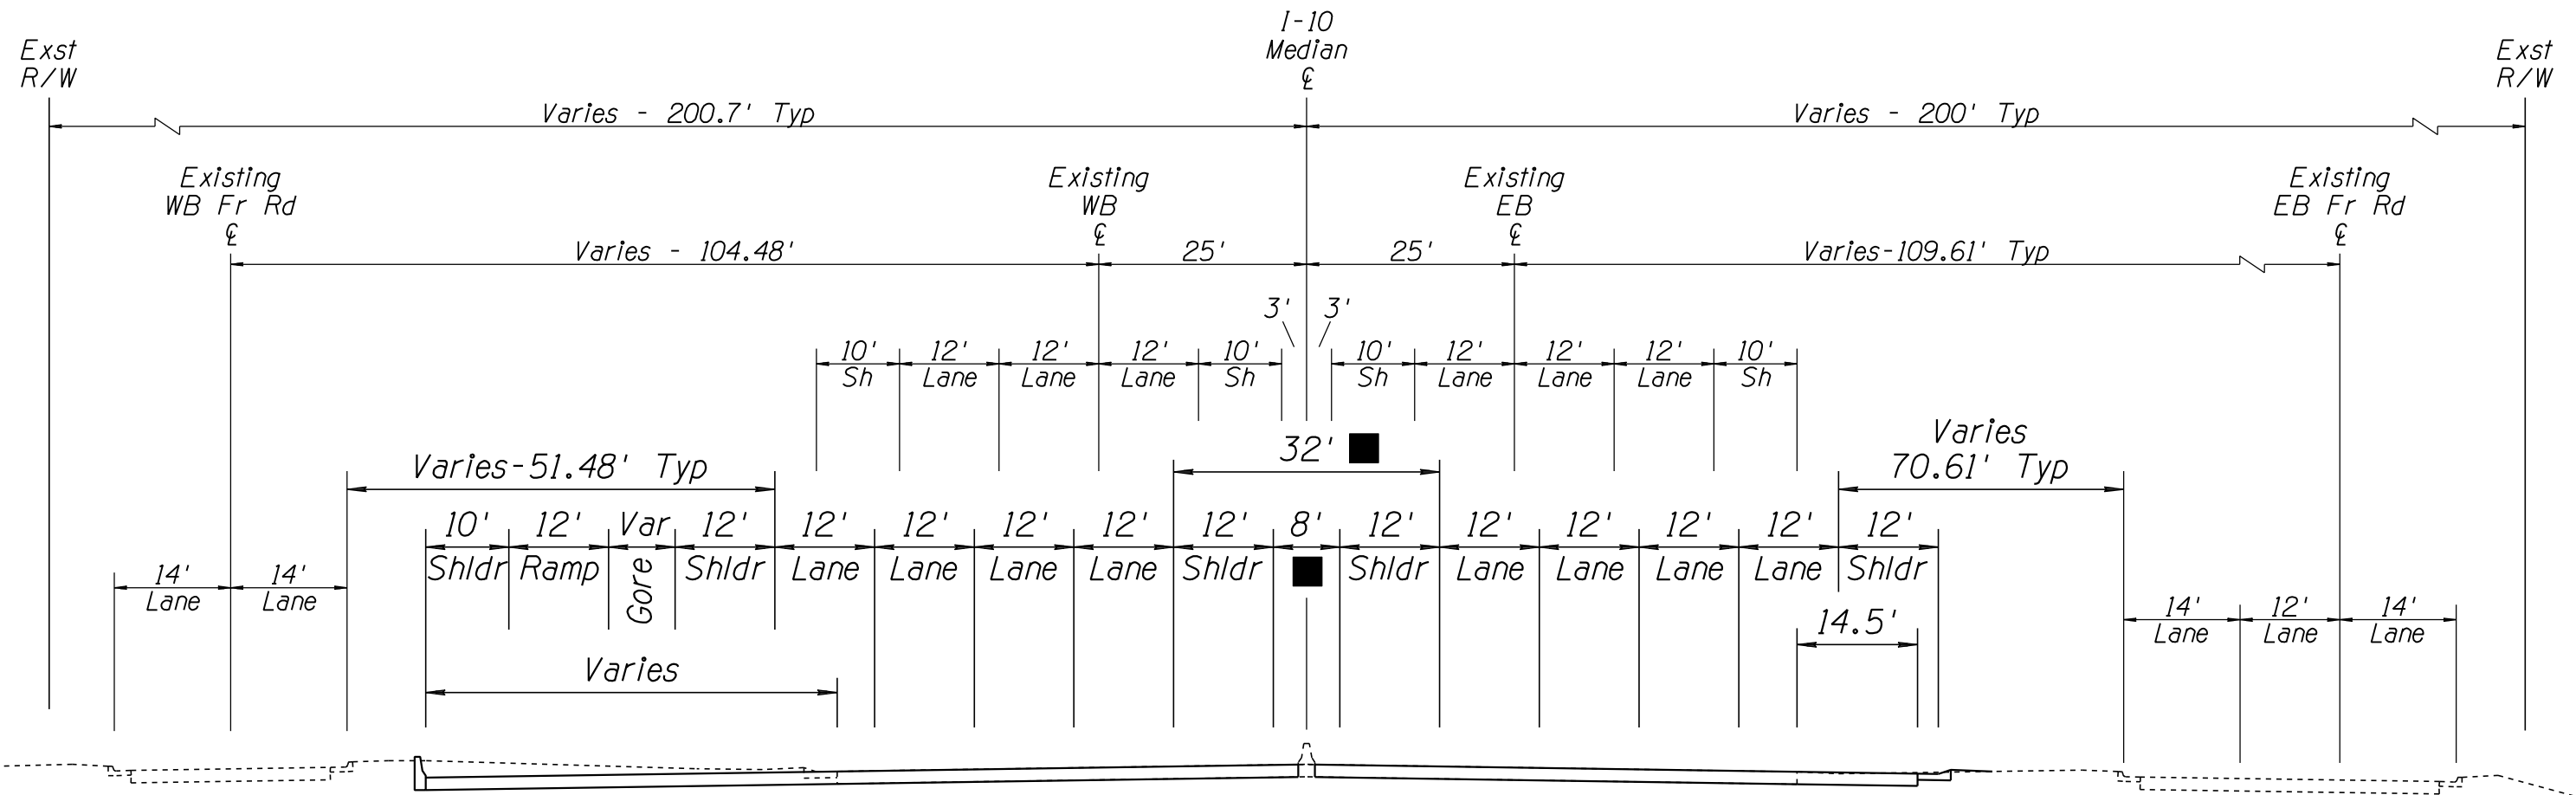 I-10
Median
℄
Exst
R/W
Exst
R/W
Varies - 200.7' Typ
Varies - 200' Typ
Existing
WB Fr Rd
℄
Existing
WB
℄
Existing
EB
℄
Existing
EB Fr Rd
℄
Varies - 104.48'
25'
25'
Varies-109.61' Typ
3'
3'
10' 12' 12' 12' 10'
Sh Lane Lane Lane Sh
10' 12' 12' 12' 10'
Sh Lane Lane Lane Sh
32'
Varies-51.48' Typ
Varies
70.61' Typ
10' 12' Var 12' 12' 12' 12' 12' 12' 8' 12' 12' 12' 12' 12' 12'
Shldr Ramp Gore Shldr Lane Lane Lane Lane Shldr Shldr Lane Lane Lane Lane Shldr
14' 14'
Lane Lane
14.5'
14' 12' 14'
Lane Lane Lane
Varies